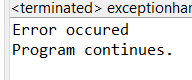 <terminated> exceptionhar
Error occured
Program continues.